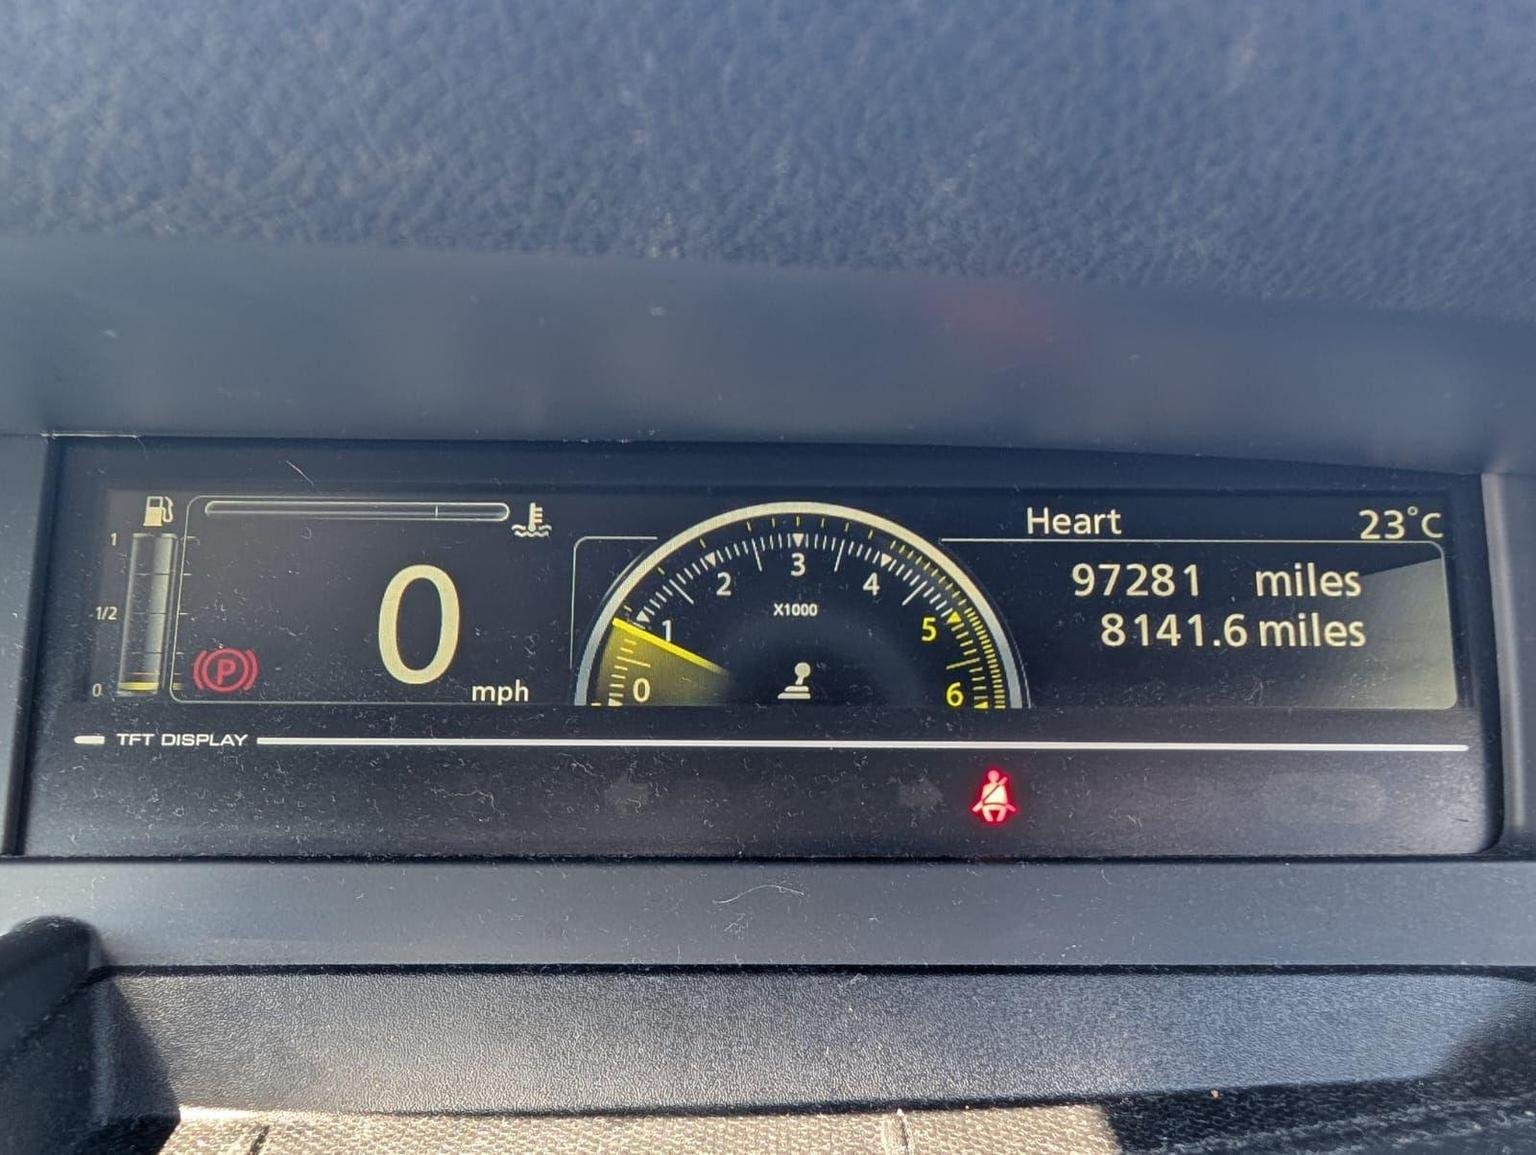 Heart 23°C
1
1/2
0
P
0 mph
0 1 2 3 4 5 6
X1000
97281 miles
8141.6 miles
TFT DISPLAY